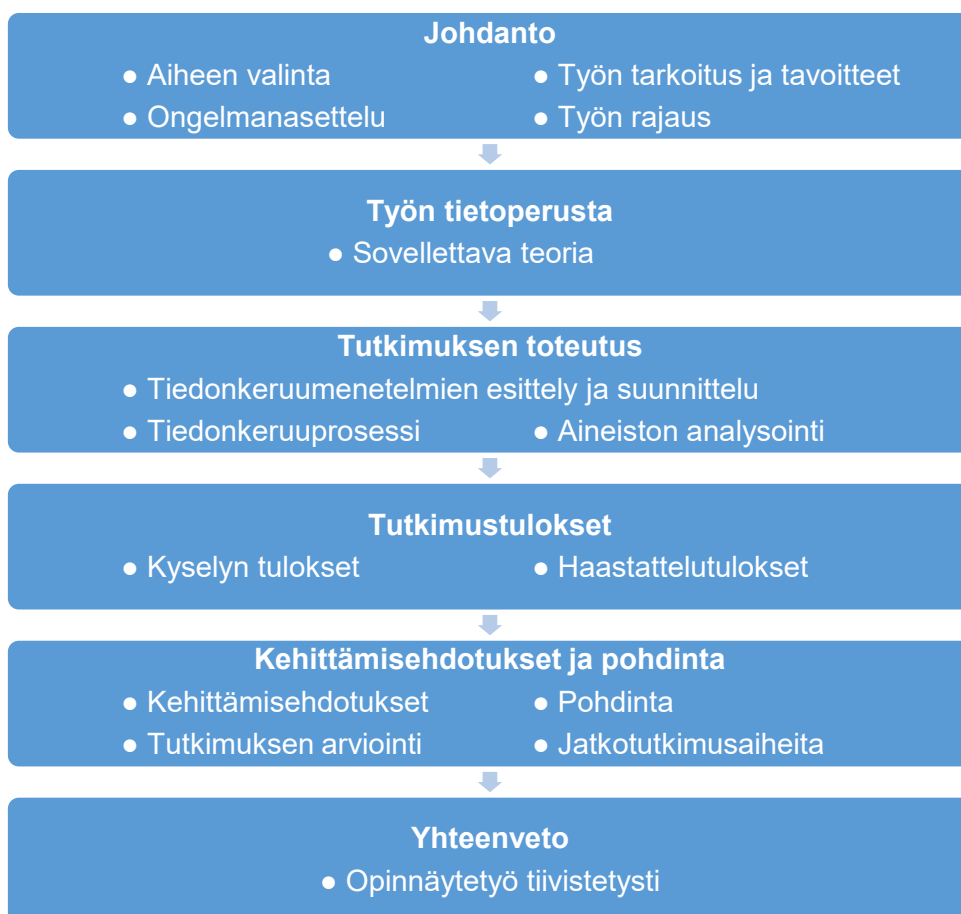 Johdanto
● Aiheen valinta ● Työn tarkoitus ja tavoitteet
● Ongelmanasettelu ● Työn rajaus
Työn tietoperusta
● Sovellettava teoria
Tutkimuksen toteutus
● Tiedonkeruumenetelmien esittely ja suunnittelu
● Tiedonkeruuprosessi ● Aineiston analysointi
Tutkimustulokset
● Kyselyn tulokset ● Haastattelutulokset
Kehittämisehdotukset ja pohdinta
● Kehittämisehdotukset ● Pohdinta
● Tutkimuksen arviointi ● Jatkotutkimusaiheita
Yhteenveto
● Opinnäytetyö tiivistetysti